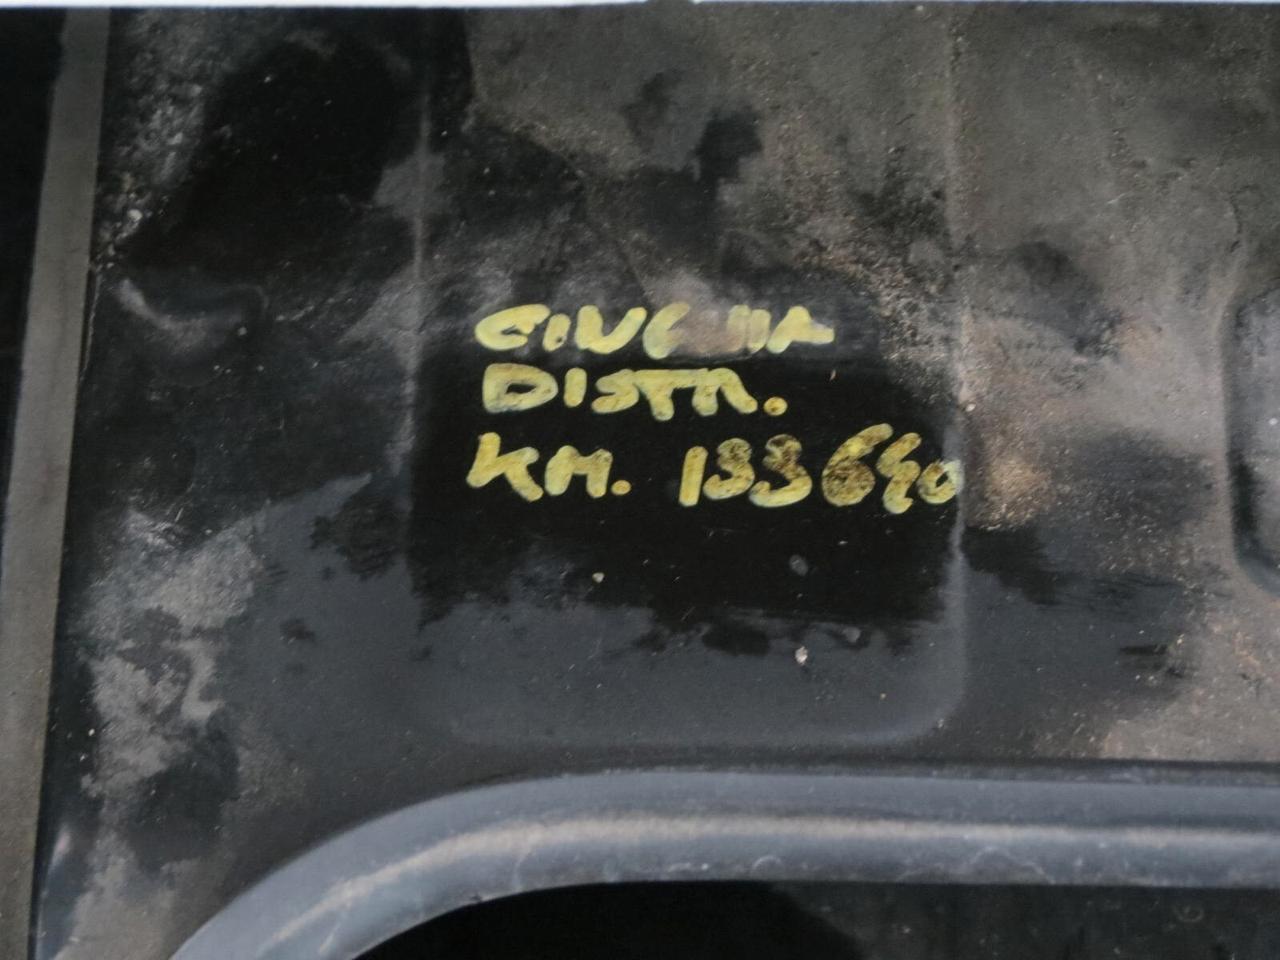 CINGHIA
DISTR.
KM. 133640